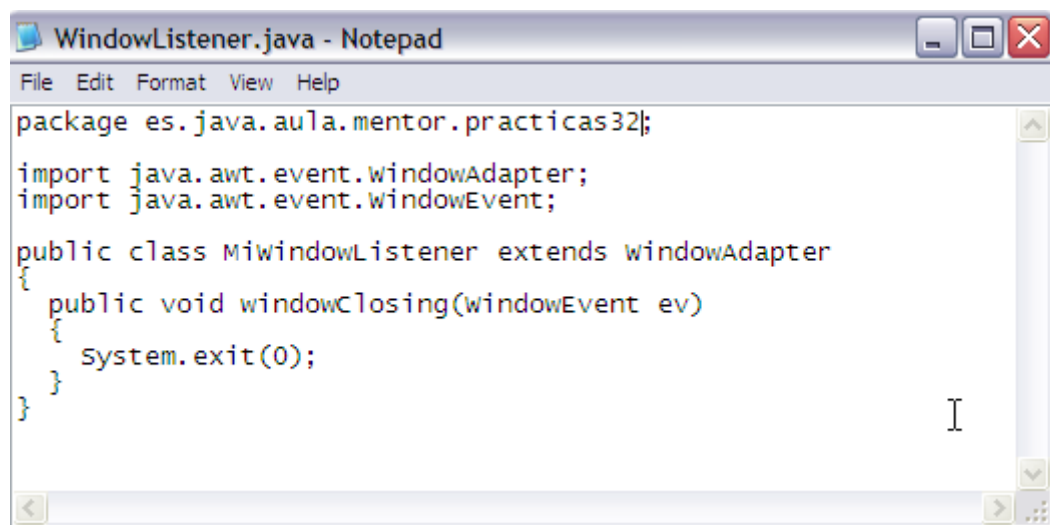 WindowListener.java - Notepad
File Edit Format View Help
package es.java.aula.mentor.practicas32;
import java.awt.event.WindowAdapter;
import java.awt.event.WindowEvent;
public class MiWindowListener extends WindowAdapter
{
  public void windowClosing(WindowEvent ev)
  {
    System.exit(0);
  }
}